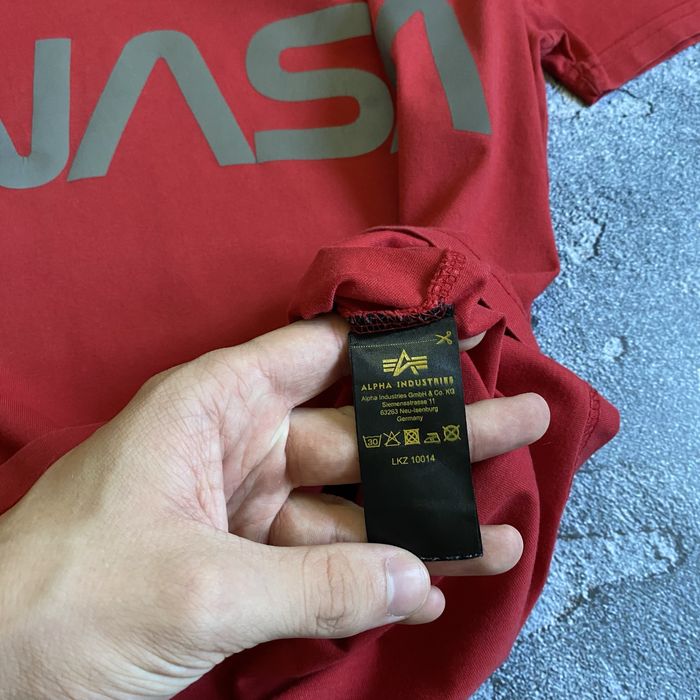 NASA
ALPHA INDUSTRIES
Alpha Industries GmbH & Co. KG
Siemensstrasse 11
63263 Neu-Isenburg
Germany
30
LKZ 10014